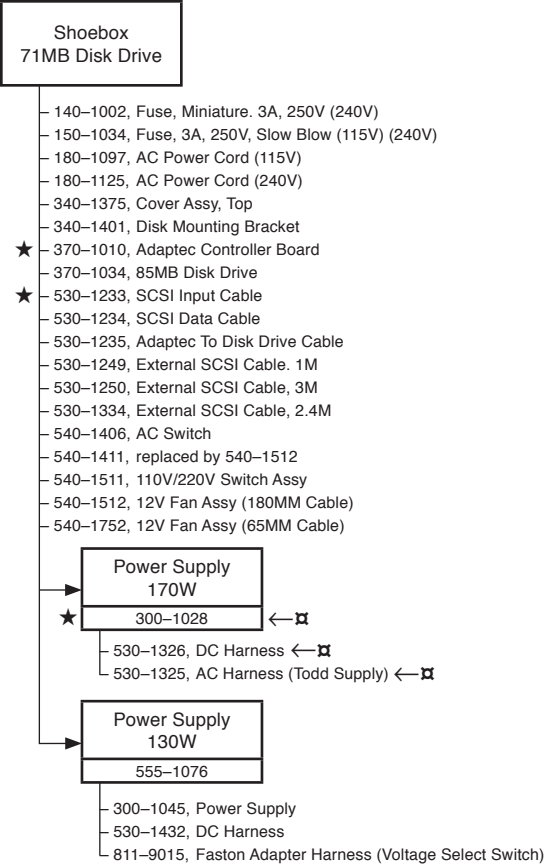 Shoebox
71MB Disk Drive
140–1002, Fuse, Miniature. 3A, 250V (240V)
150–1034, Fuse, 3A, 250V, Slow Blow (115V) (240V)
180–1097, AC Power Cord (115V)
180–1125, AC Power Cord (240V)
340–1375, Cover Assy, Top
340–1401, Disk Mounting Bracket
★ 370–1010, Adaptec Controller Board
370–1034, 85MB Disk Drive
★ 530–1233, SCSI Input Cable
530–1234, SCSI Data Cable
530–1235, Adaptec To Disk Drive Cable
530–1249, External SCSI Cable. 1M
530–1250, External SCSI Cable, 3M
530–1334, External SCSI Cable, 2.4M
540–1406, AC Switch
540–1411, replaced by 540–1512
540–1511, 110V/220V Switch Assy
540–1512, 12V Fan Assy (180MM Cable)
540–1752, 12V Fan Assy (65MM Cable)
Power Supply
170W
★ 300–1028 ←¤
530–1326, DC Harness ←¤
530–1325, AC Harness (Todd Supply) ←¤
Power Supply
130W
555–1076
300–1045, Power Supply
530–1432, DC Harness
811–9015, Faston Adapter Harness (Voltage Select Switch)